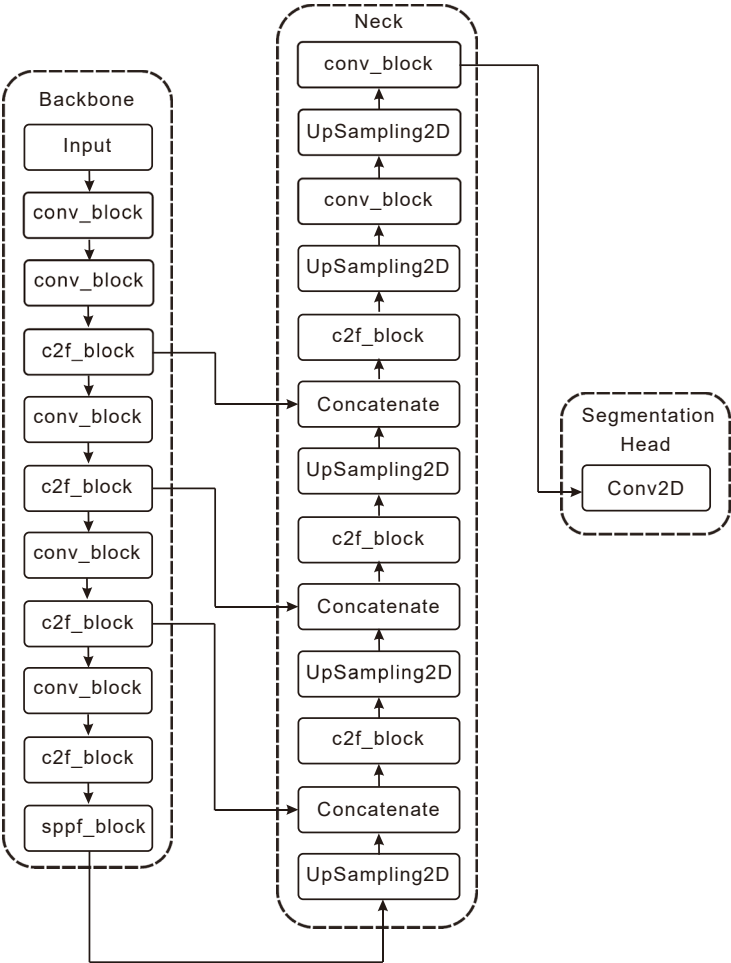 Backbone
Input
conv_block
conv_block
c2f_block
conv_block
c2f_block
conv_block
c2f_block
conv_block
c2f_block
sppf_block
Neck
conv_block
UpSampling2D
conv_block
UpSampling2D
c2f_block
Concatenate
UpSampling2D
c2f_block
Concatenate
UpSampling2D
c2f_block
Concatenate
UpSampling2D
Segmentation
Head
Conv2D